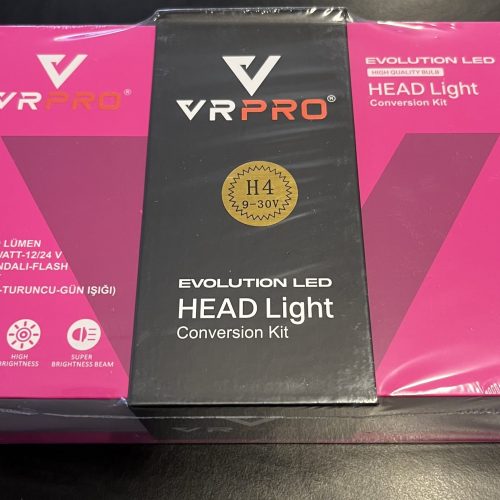 VRPRO®
LÜMEN
WATT-12/24 V
NDALI-FLASH
-TURUNCU-GÜN IŞIĞI)
HIGH
BRIGHTNESS
SUPER
BRIGHTNESS BEAM
VRPRO®
H4
9-30V
EVOLUTION LED
HEAD Light
Conversion Kit
EVOLUTION LED
HIGH QUALITY BULB
HEAD Light
Conversion Kit